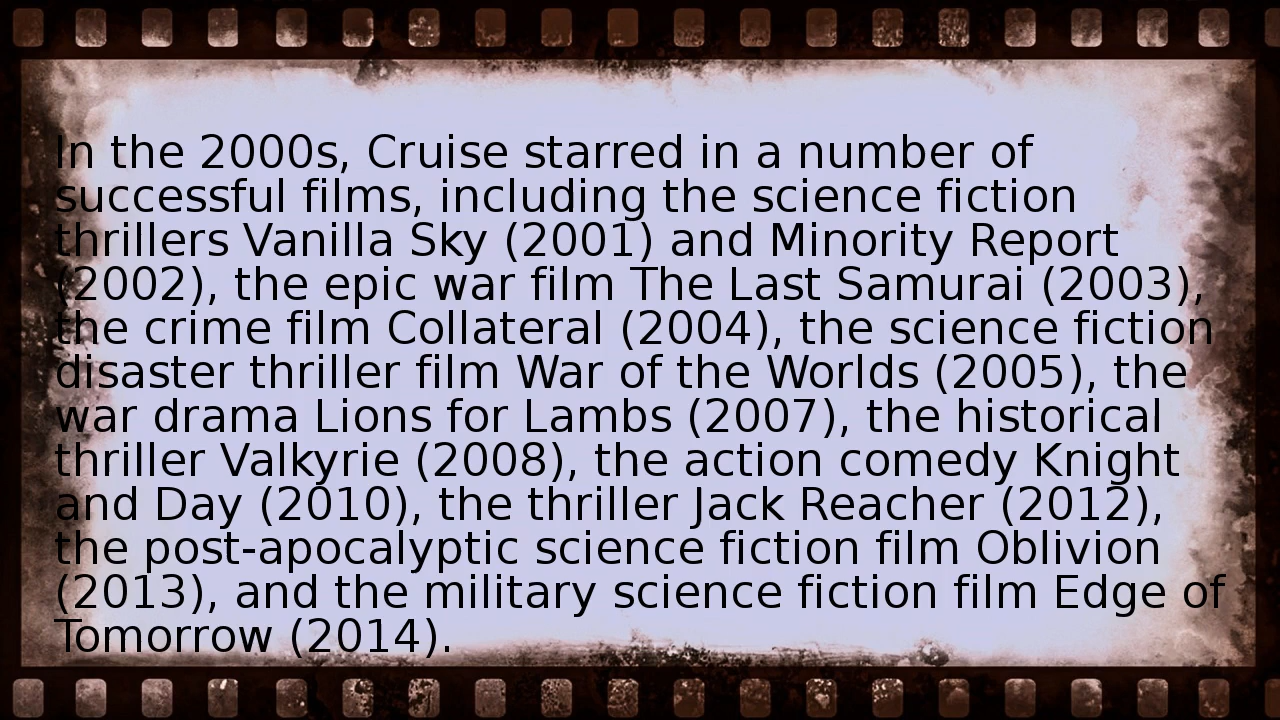 In the 2000s, Cruise starred in a number of
successful films, including the science fiction
thrillers Vanilla Sky (2001) and Minority Report
(2002), the epic war film The Last Samurai (2003),
the crime film Collateral (2004), the science fiction
disaster thriller film War of the Worlds (2005), the
war drama Lions for Lambs (2007), the historical
thriller Valkyrie (2008), the action comedy Knight
and Day (2010), the thriller Jack Reacher (2012),
the post-apocalyptic science fiction film Oblivion
(2013), and the military science fiction film Edge of
Tomorrow (2014).